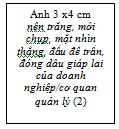 Ảnh 3 x4 cm
nền trắng, mới
chụp, mặt nhìn
thẳng, đầu để trần,
đóng dấu giáp lai
của doanh
nghiệp/cơ quan
quản lý (2)